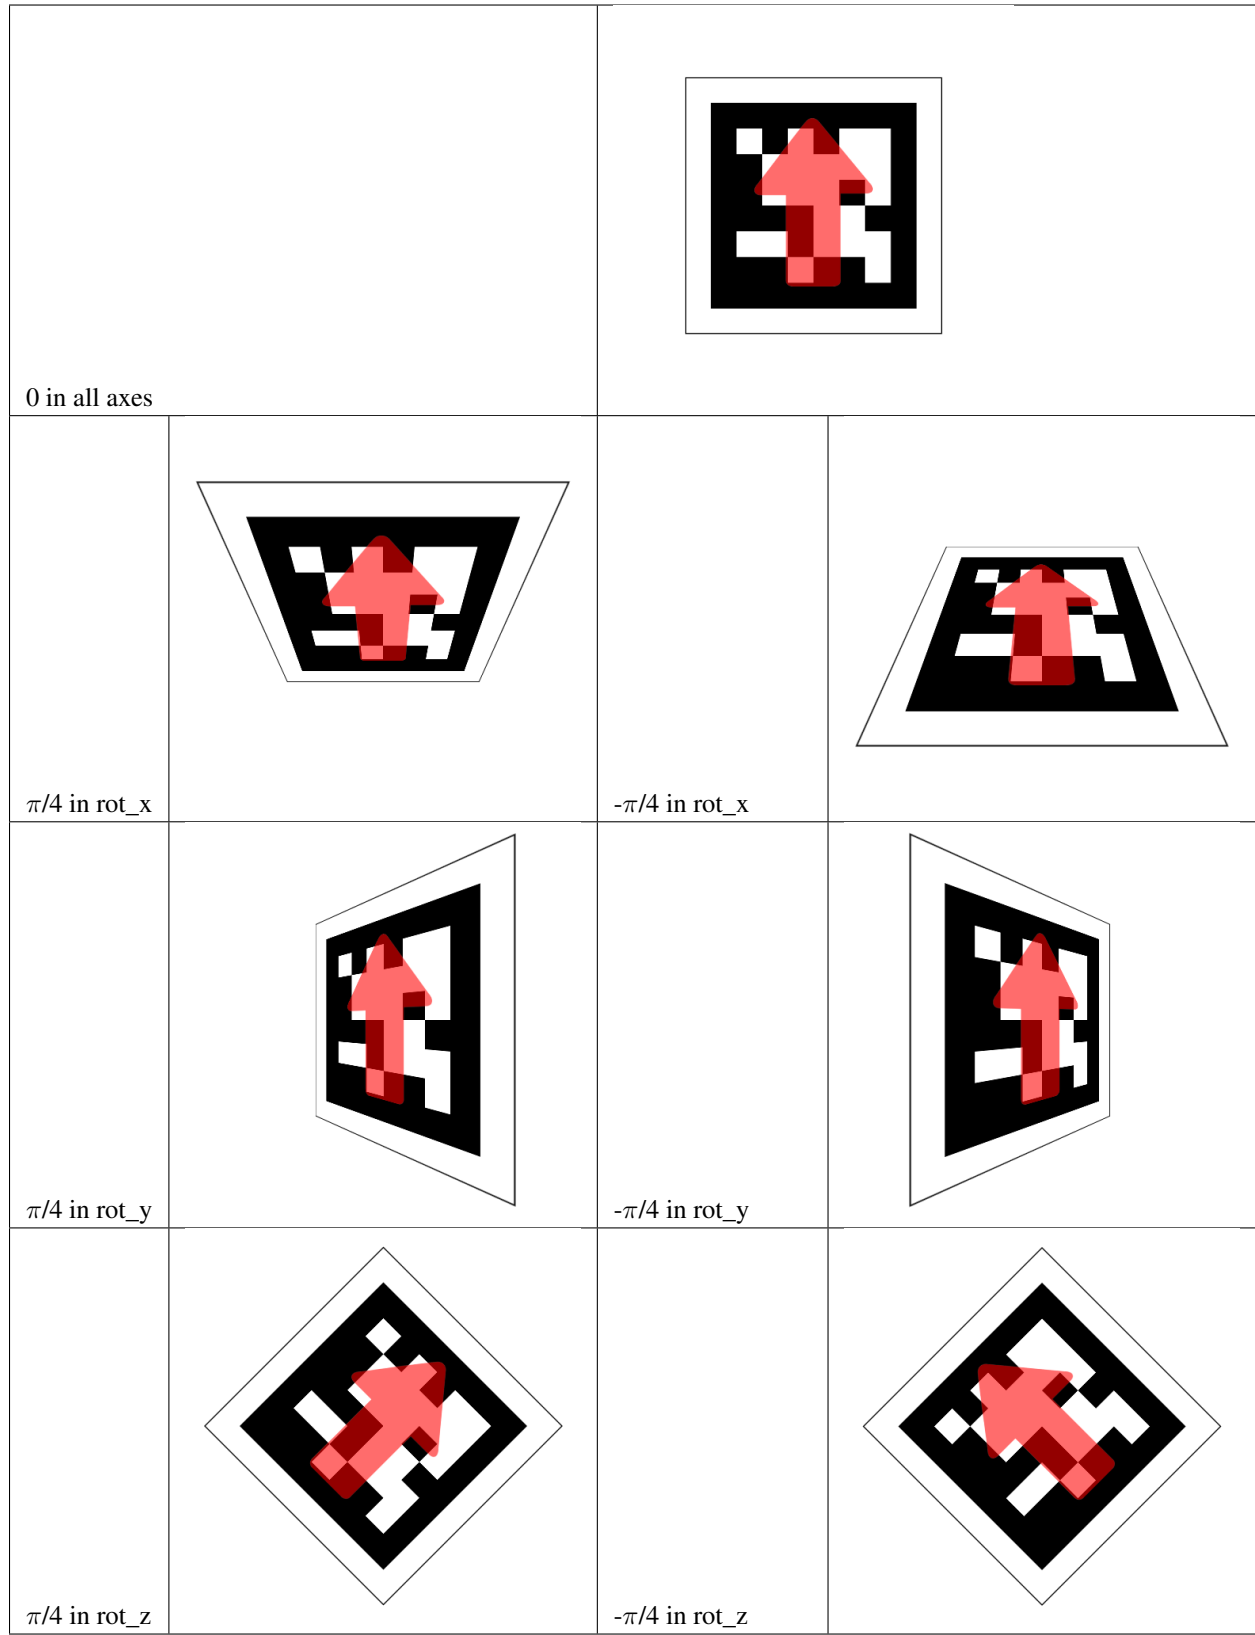 0 in all axes
π/4 in rot_x
-π/4 in rot_x
π/4 in rot_y
-π/4 in rot_y
π/4 in rot_z
-π/4 in rot_z